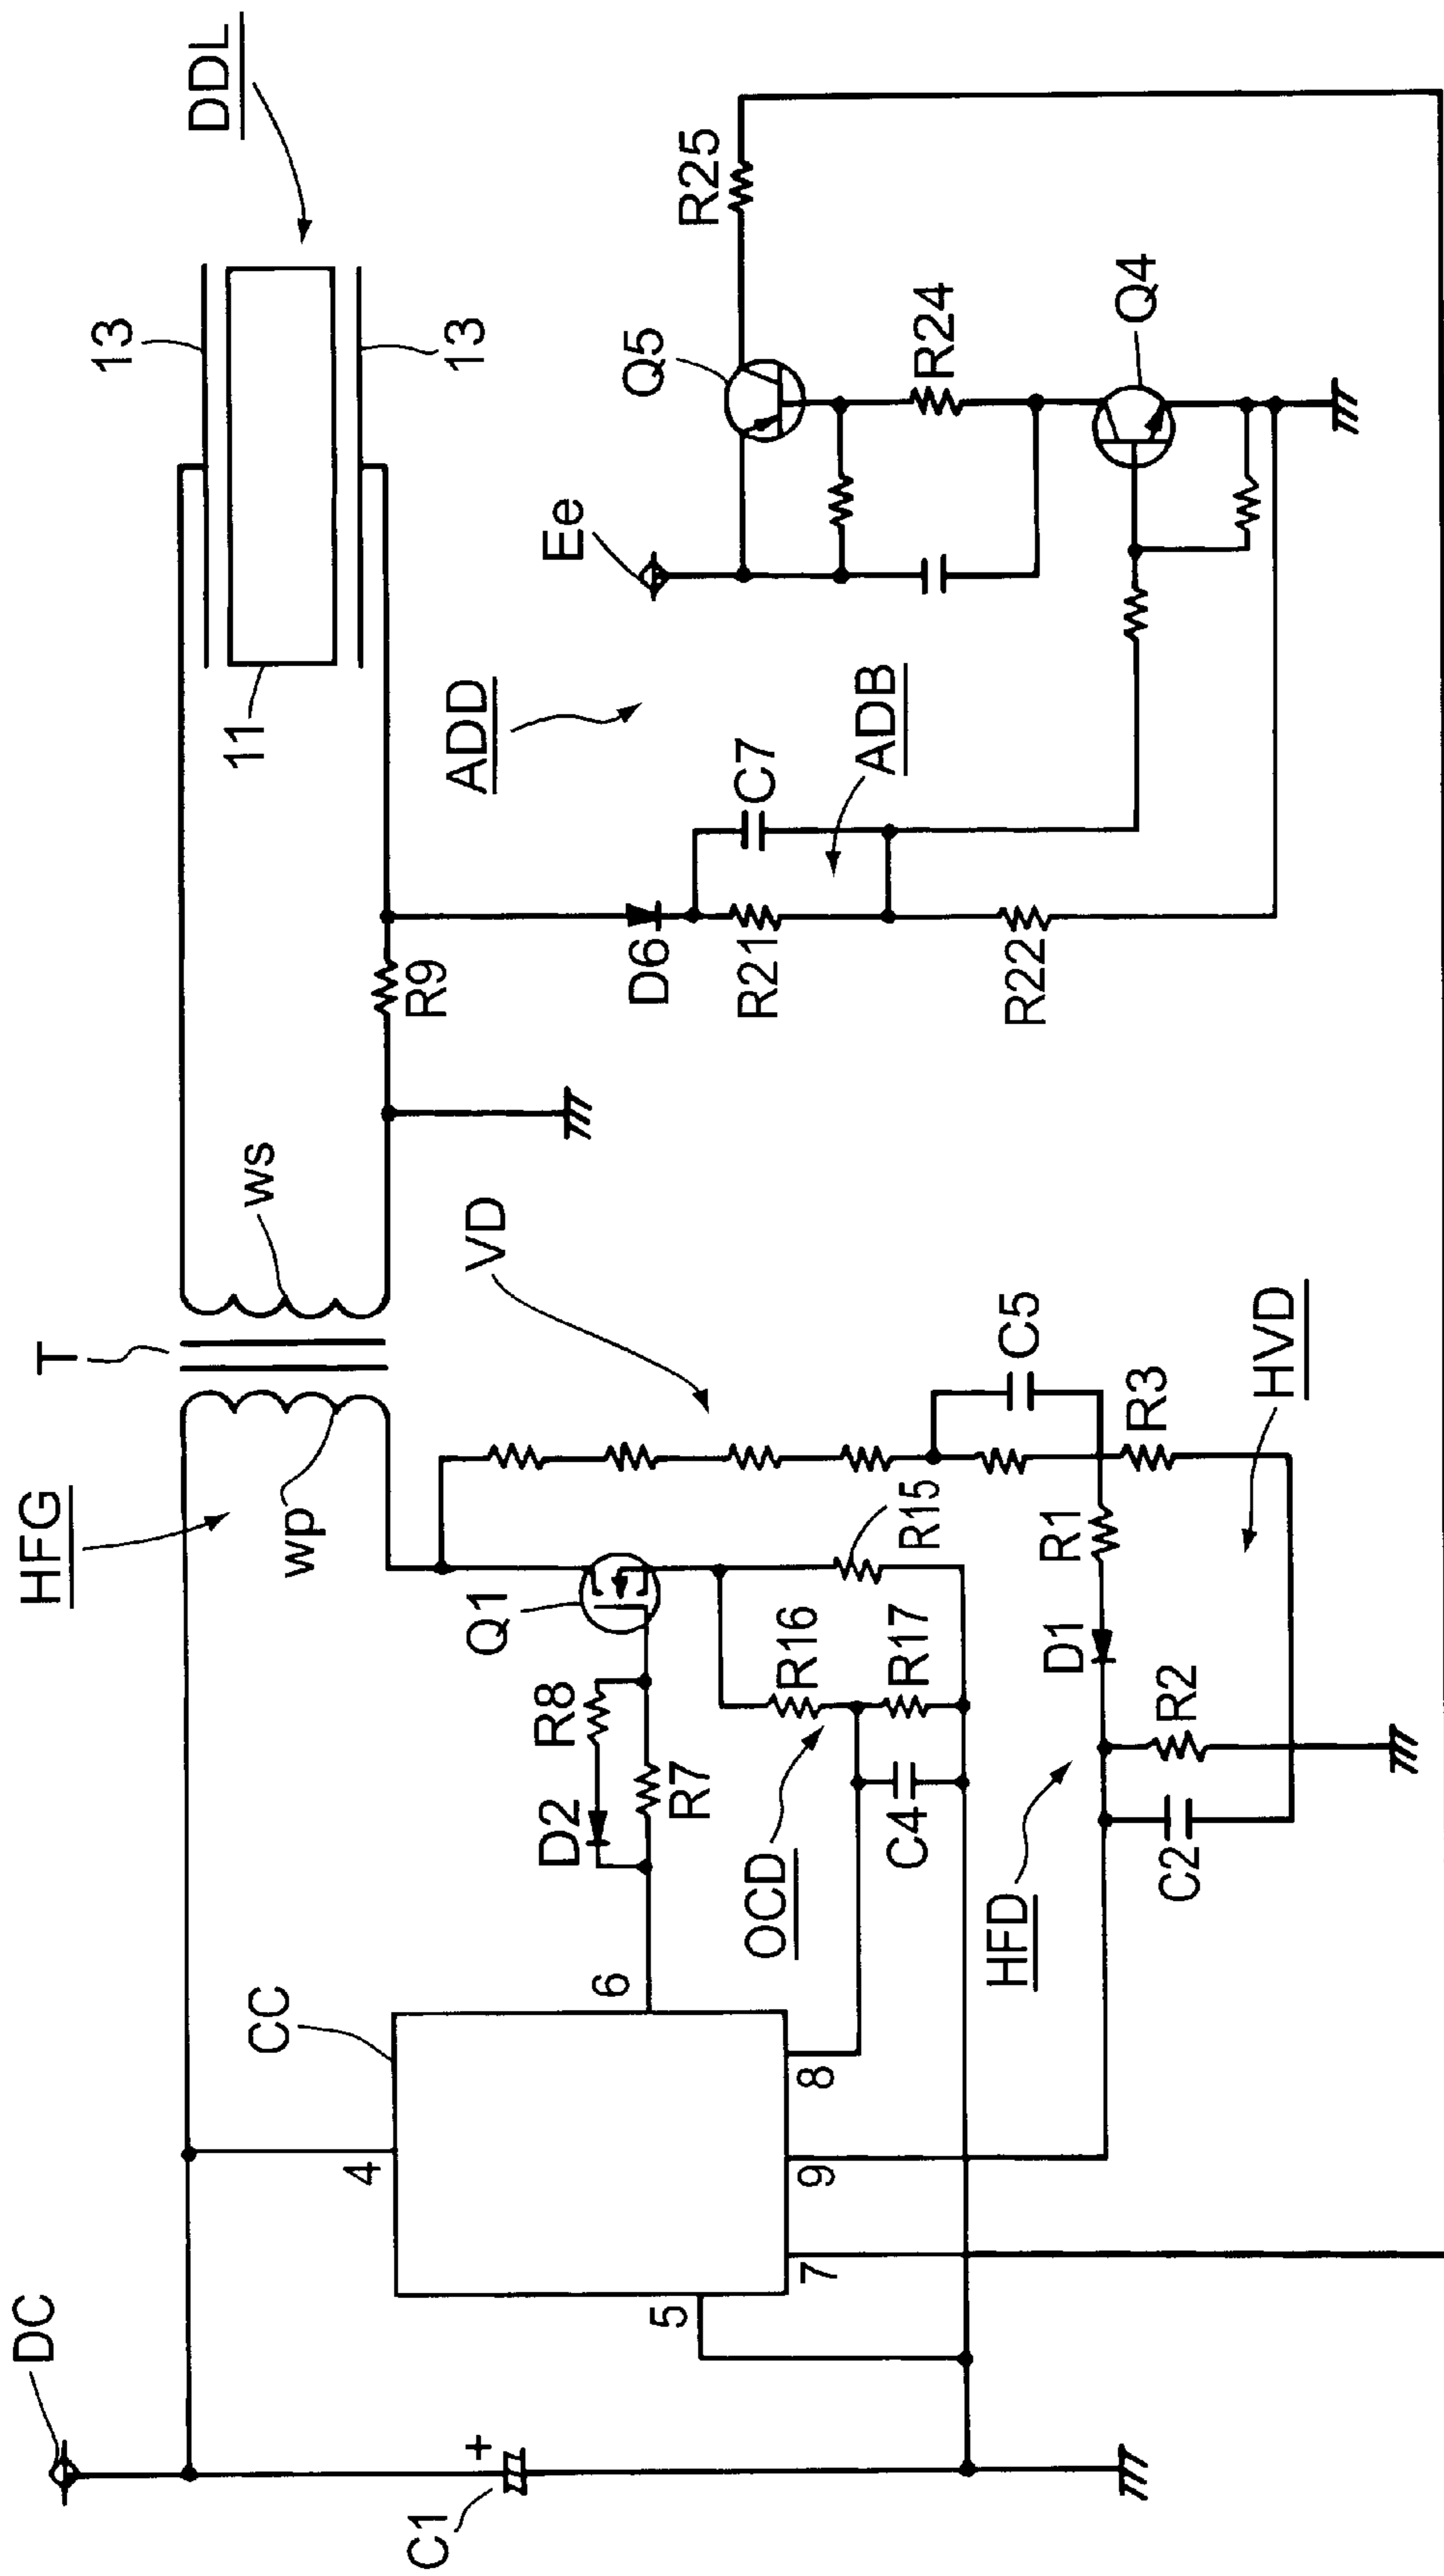 DDL
13
13
11
R25
Q5
R24
Q4
Ee
ADD
C7
ADB
D6
R21
R22
R9
ws
T
wp
HFG
VD
C5
R3
HVD
R15
R1
Q1
R16
R17
D1
R2
R8
D2
R7
OCD
C4
HFD
C2
CC
6
8
4
9
7
5
DC
+
C1